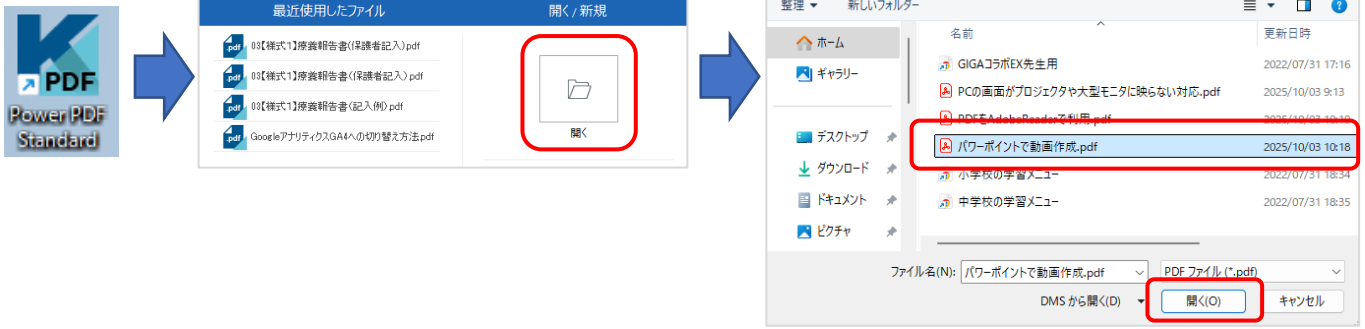 PDF
Power PDF
Standard
最近使用したファイル
開く/新規
.pdf 03【様式1】療養報告書(保護者記入).pdf
.pdf 03【様式1】療養報告書(保護者記入).pdf
.pdf 03【様式1】療養報告書(記入例).pdf
.pdf GoogleアナリティクスGA4への切り替え方法.pdf
開く
整理 新しいフォルダー
ホーム
ギャラリー
デスクトップ
ダウンロード
ドキュメント
ピクチャ
名前 更新日時
GIGAコラボEX先生用 2022/07/31 17:16
PCの画面がプロジェクタや大型モニタに映らない対応.pdf 2025/10/03 9:13
PDFをAdobeReaderで利用.pdf 2025/10/03 10:19
パワーポイントで動画作成.pdf 2025/10/03 10:18
小学校の学習メニュー 2022/07/31 18:34
中学校の学習メニュー 2022/07/31 18:35
ファイル名(N): パワーポイントで動画作成.pdf PDF ファイル (*.pdf)
DMS から開く(D) 開く(O) キャンセル